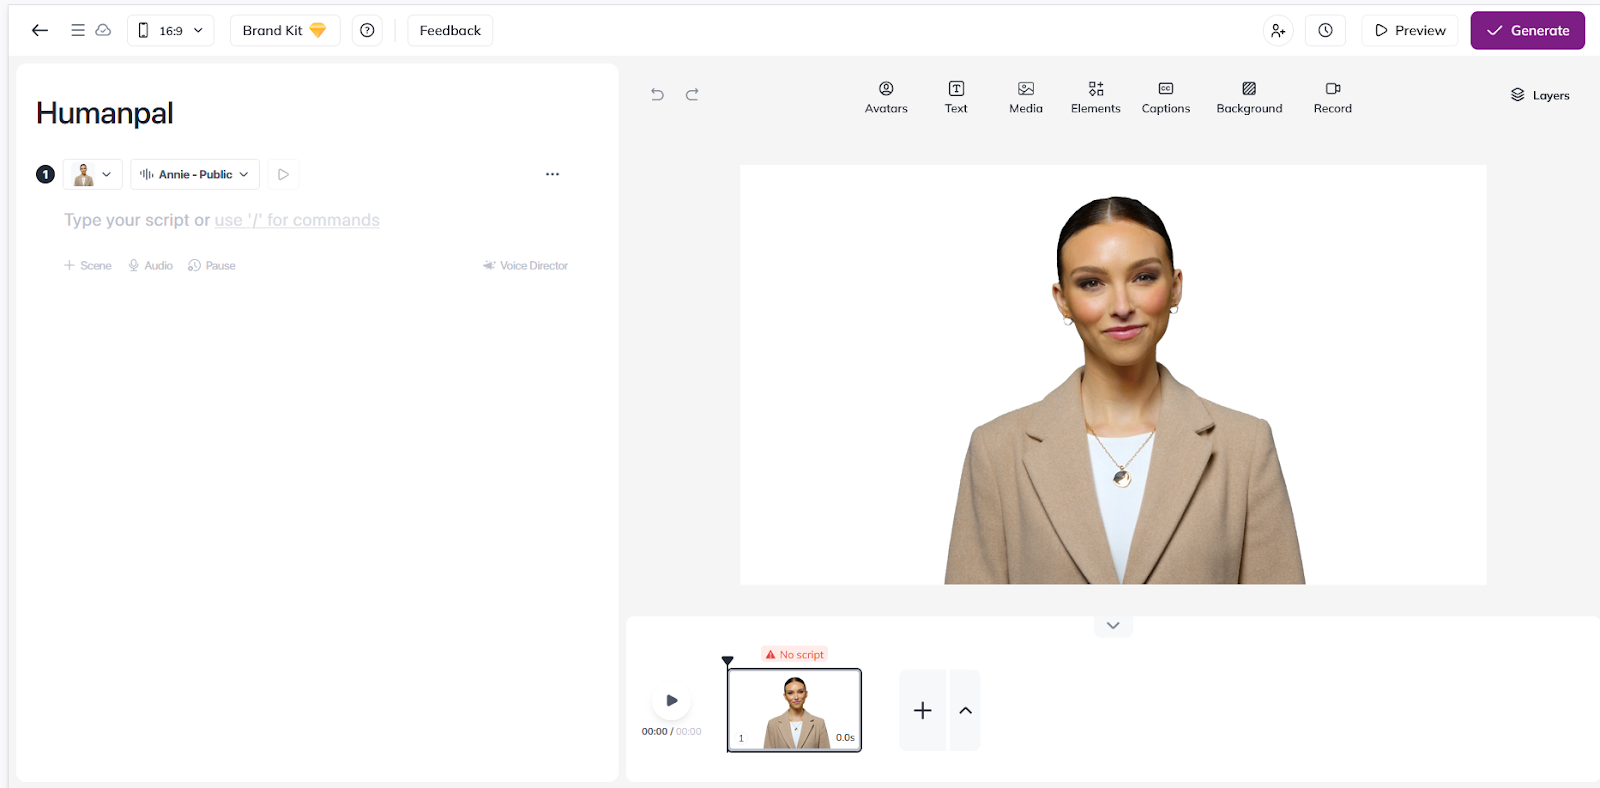 16:9
Brand Kit
Feedback
Preview
Generate
Humanpal
1
Annie - Public
Type your script or use '/' for commands
Scene
Audio
Pause
Voice Director
Avatars
Text
Media
Elements
Captions
Background
Record
Layers
No script
00:00 / 00:00
1
0.0s